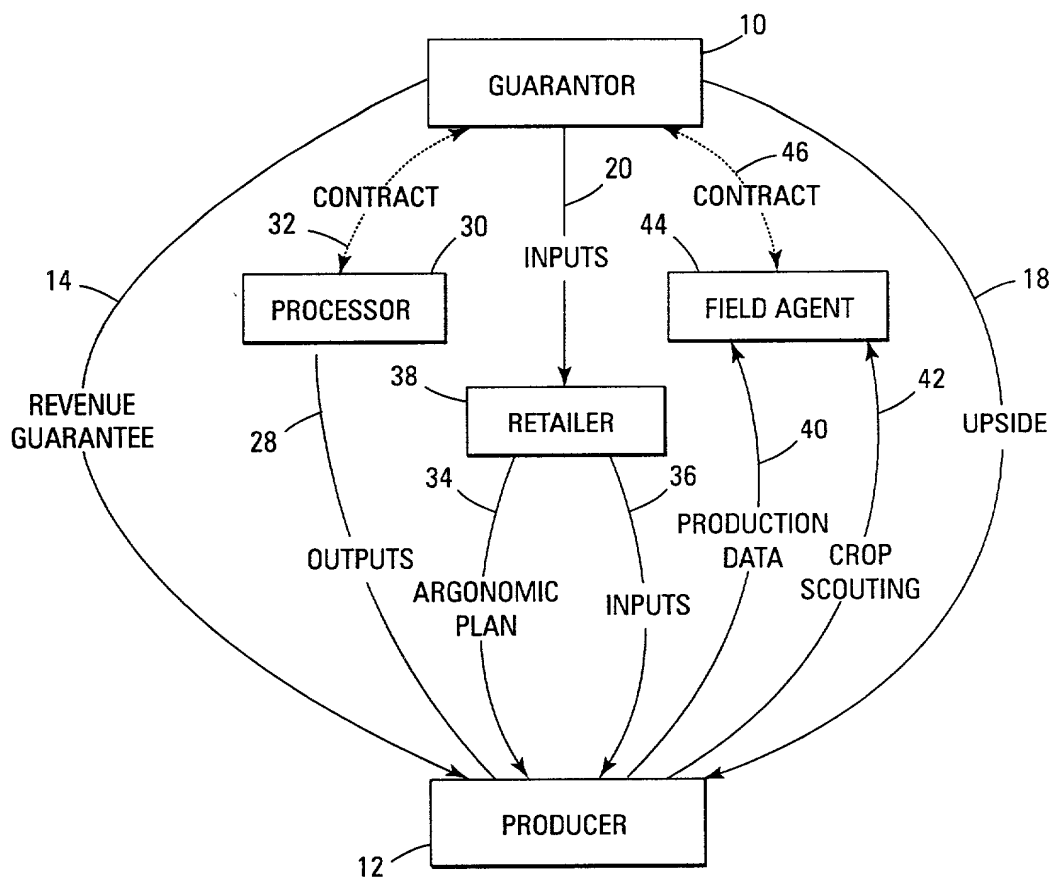 10
GUARANTOR
46
20
CONTRACT
CONTRACT
32
30
44
14
INPUTS
18
PROCESSOR
FIELD AGENT
38
42
REVENUE
GUARANTEE
28
RETAILER
40
UPSIDE
34
36
PRODUCTION
DATA
OUTPUTS
CROP
SCOUTING
ARGONOMIC
PLAN
INPUTS
PRODUCER
12